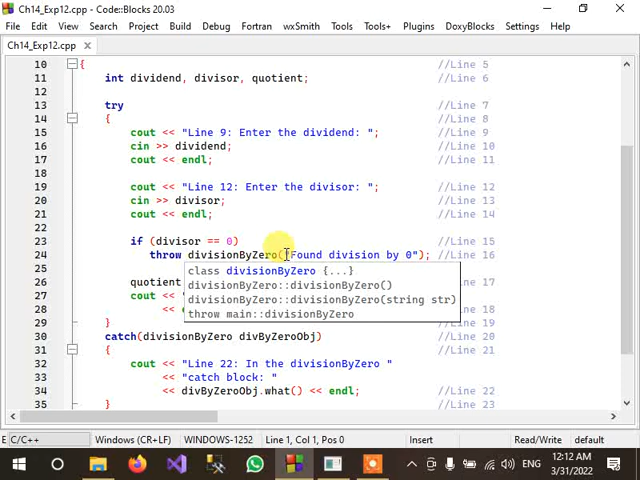 Ch14_Exp12.cpp - Code::Blocks 20.03
File Edit View Search Project Build Debug Fortran wxSmith Tools Tools+ Plugins DoxyBlocks Settings
Ch14_Exp12.cpp
10 { //Line 5
11 int dividend, divisor, quotient; //Line 6
12
13 try //Line 7
14 { //Line 8
15 cout << "Line 9: Enter the dividend: "; //Line 9
16 cin >> dividend; //Line 10
17 cout << endl; //Line 11
18
19 cout << "Line 12: Enter the divisor: "; //Line 12
20 cin >> divisor; //Line 13
21 cout << endl; //Line 14
22
23 if (divisor == 0) //Line 15
24 throw divisionByZero("Found division by 0"); //Line 16
25 class divisionByZero {...}
26 quotient
divisionByZero::divisionByZero()
27 cout <<
divisionByZero::divisionByZero(string str)
28 << //Line 18
throw main::divisionByZero
29 } //Line 19
30 catch(divisionByZero divByZeroObj) //Line 20
31 { //Line 21
32 cout << "Line 22: In the divisionByZero "
33 << "catch block: "
34 << divByZeroObj.what() << endl; //Line 22
35 } //Line 23
E C/C++ Windows (CR+LF) WINDOWS-1252 Line 1, Col 1, Pos 0 Insert Read/Write default
ENG 12:12 AM
3/31/2022